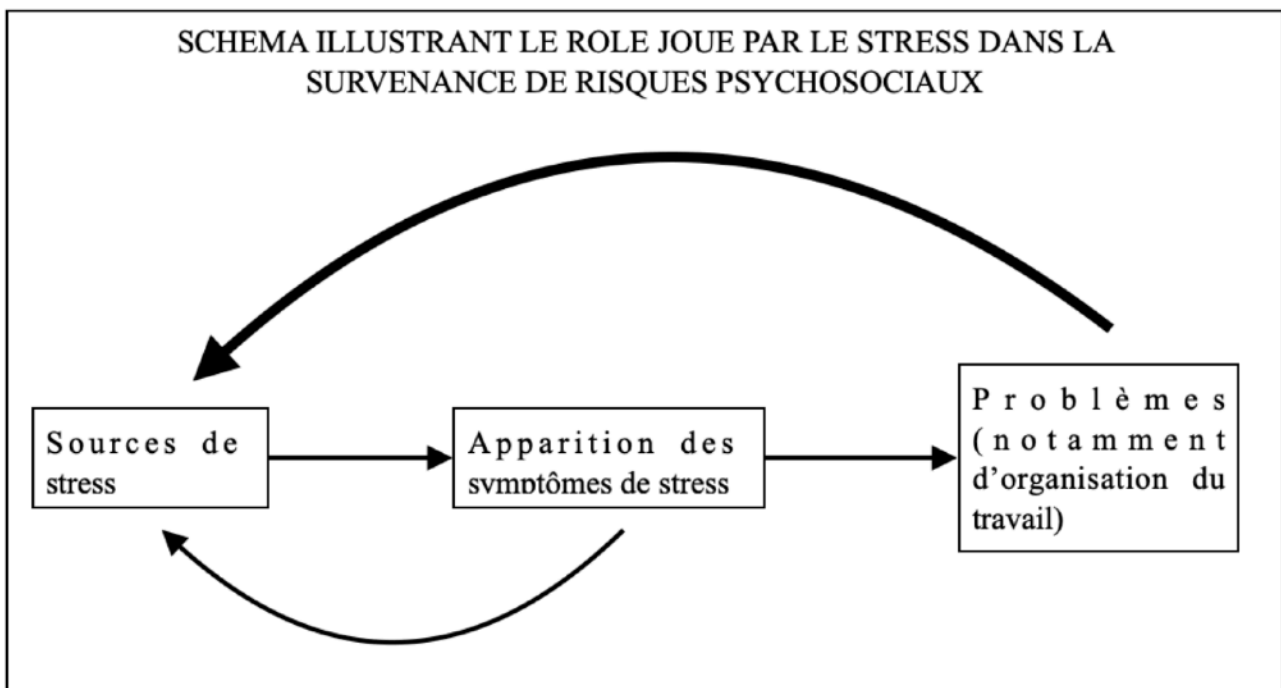 SCHEMA ILLUSTRANT LE ROLE JOUE PAR LE STRESS DANS LA
SURVENANCE DE RISQUES PSYCHOSOCIAUX
Sources de
stress
Apparition des
symptômes de stress
Problèmes
(notamment
d'organisation du
travail)